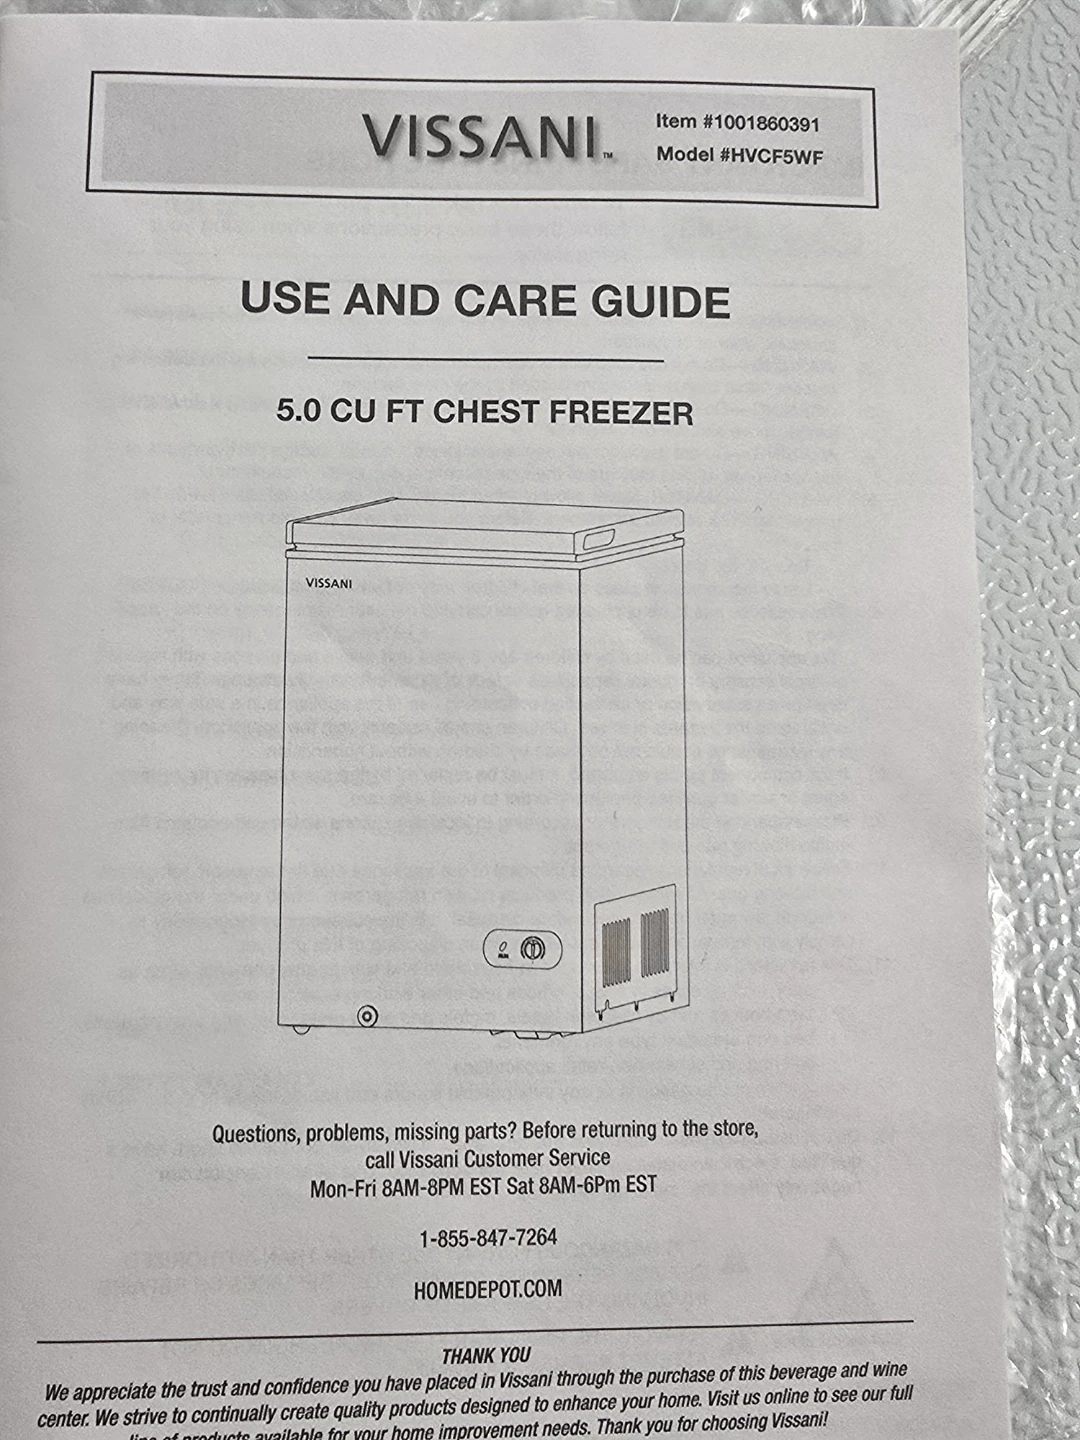 VISSANI™
Item #1001860391
Model #HVCF5WF
USE AND CARE GUIDE
5.0 CU FT CHEST FREEZER
VISSANI
Questions, problems, missing parts? Before returning to the store,
call Vissani Customer Service
Mon-Fri 8AM-8PM EST Sat 8AM-6Pm EST
1-855-847-7264
HOMEDEPOT.COM
THANK YOU
We appreciate the trust and confidence you have placed in Vissani through the purchase of this beverage and wine
center. We strive to continually create quality products designed to enhance your home. Visit us online to see our full
line of products available for your home improvement needs. Thank you for choosing Vissani!